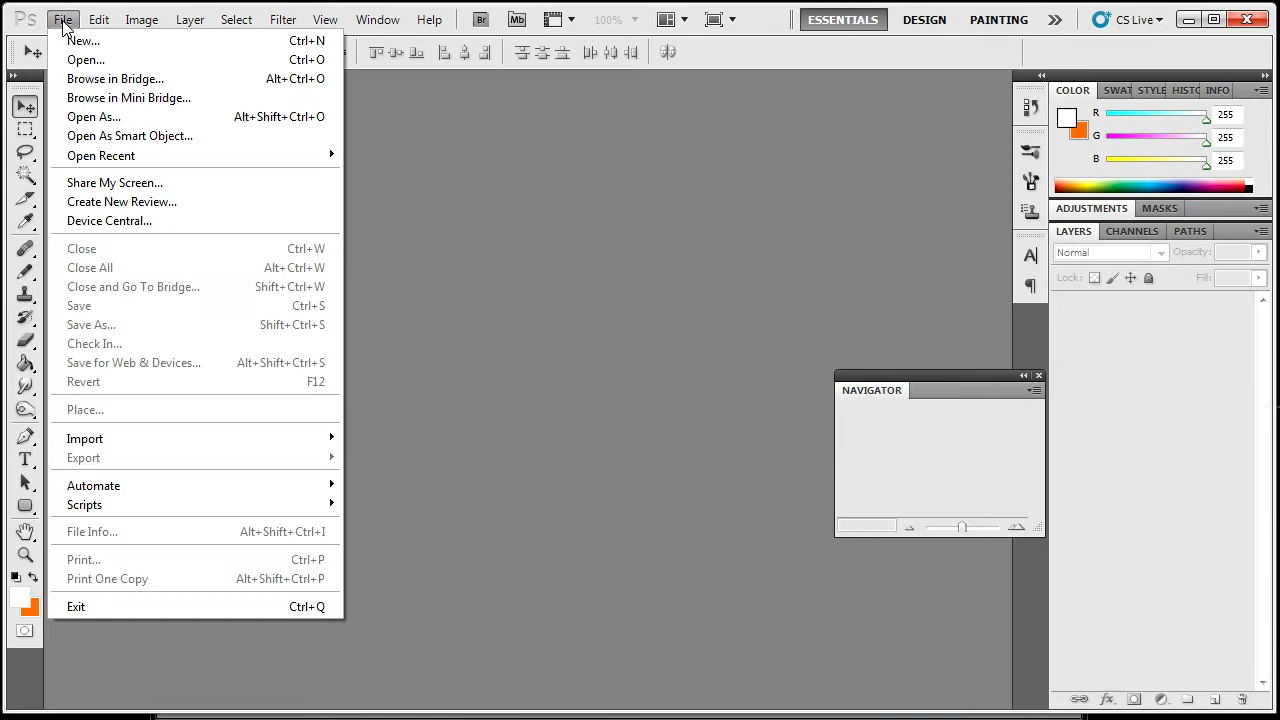 Ps File Edit Image Layer Select Filter View Window Help Br Mb 100% ESSENTIALS DESIGN PAINTING CS Live
New... Ctrl+N
Open... Ctrl+O
Browse in Bridge... Alt+Ctrl+O
Browse in Mini Bridge...
Open As... Alt+Shift+Ctrl+O
Open As Smart Object...
Open Recent
Share My Screen...
Create New Review...
Device Central...
Close Ctrl+W
Close All Alt+Ctrl+W
Close and Go To Bridge... Shift+Ctrl+W
Save Ctrl+S
Save As... Shift+Ctrl+S
Check In...
Save for Web & Devices... Alt+Shift+Ctrl+S
Revert F12
Place...
Import
Export
Automate
Scripts
File Info... Alt+Shift+Ctrl+I
Print... Ctrl+P
Print One Copy Alt+Shift+Ctrl+P
Exit Ctrl+Q
NAVIGATOR
COLOR SWAT STYLE HISTO INFO
R 255
G 255
B 255
ADJUSTMENTS MASKS
LAYERS CHANNELS PATHS
Normal Opacity:
Lock: Fill: